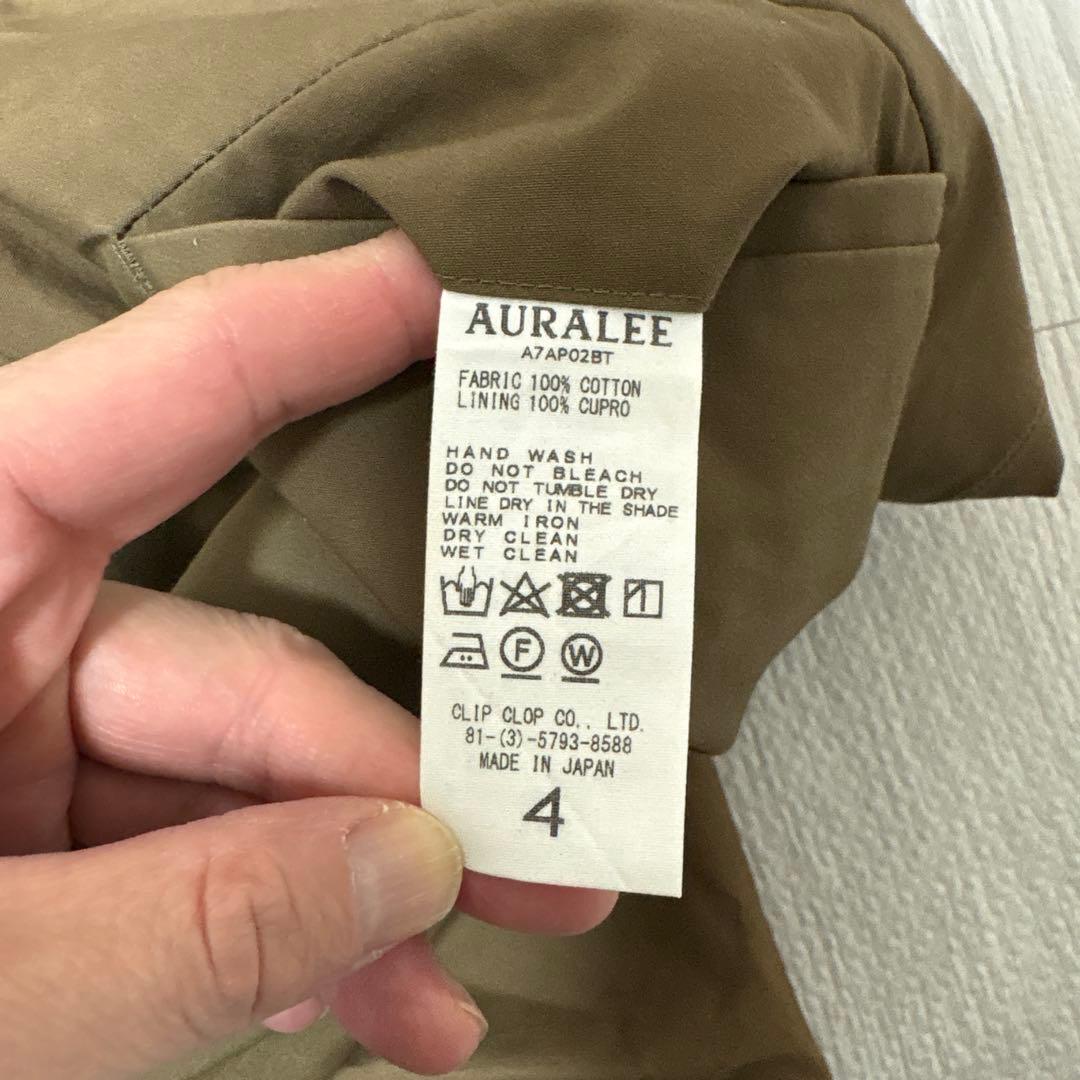 AURALEE
A7AP02BT
FABRIC 100% COTTON
LINING 100% CUPRO
HAND WASH
DO NOT BLEACH
DO NOT TUMBLE DRY
LINE DRY IN THE SHADE
WARM IRON
DRY CLEAN
WET CLEAN
F W
CLIP CLOP CO., LTD.
81-(3)-5793-8588
MADE IN JAPAN
4